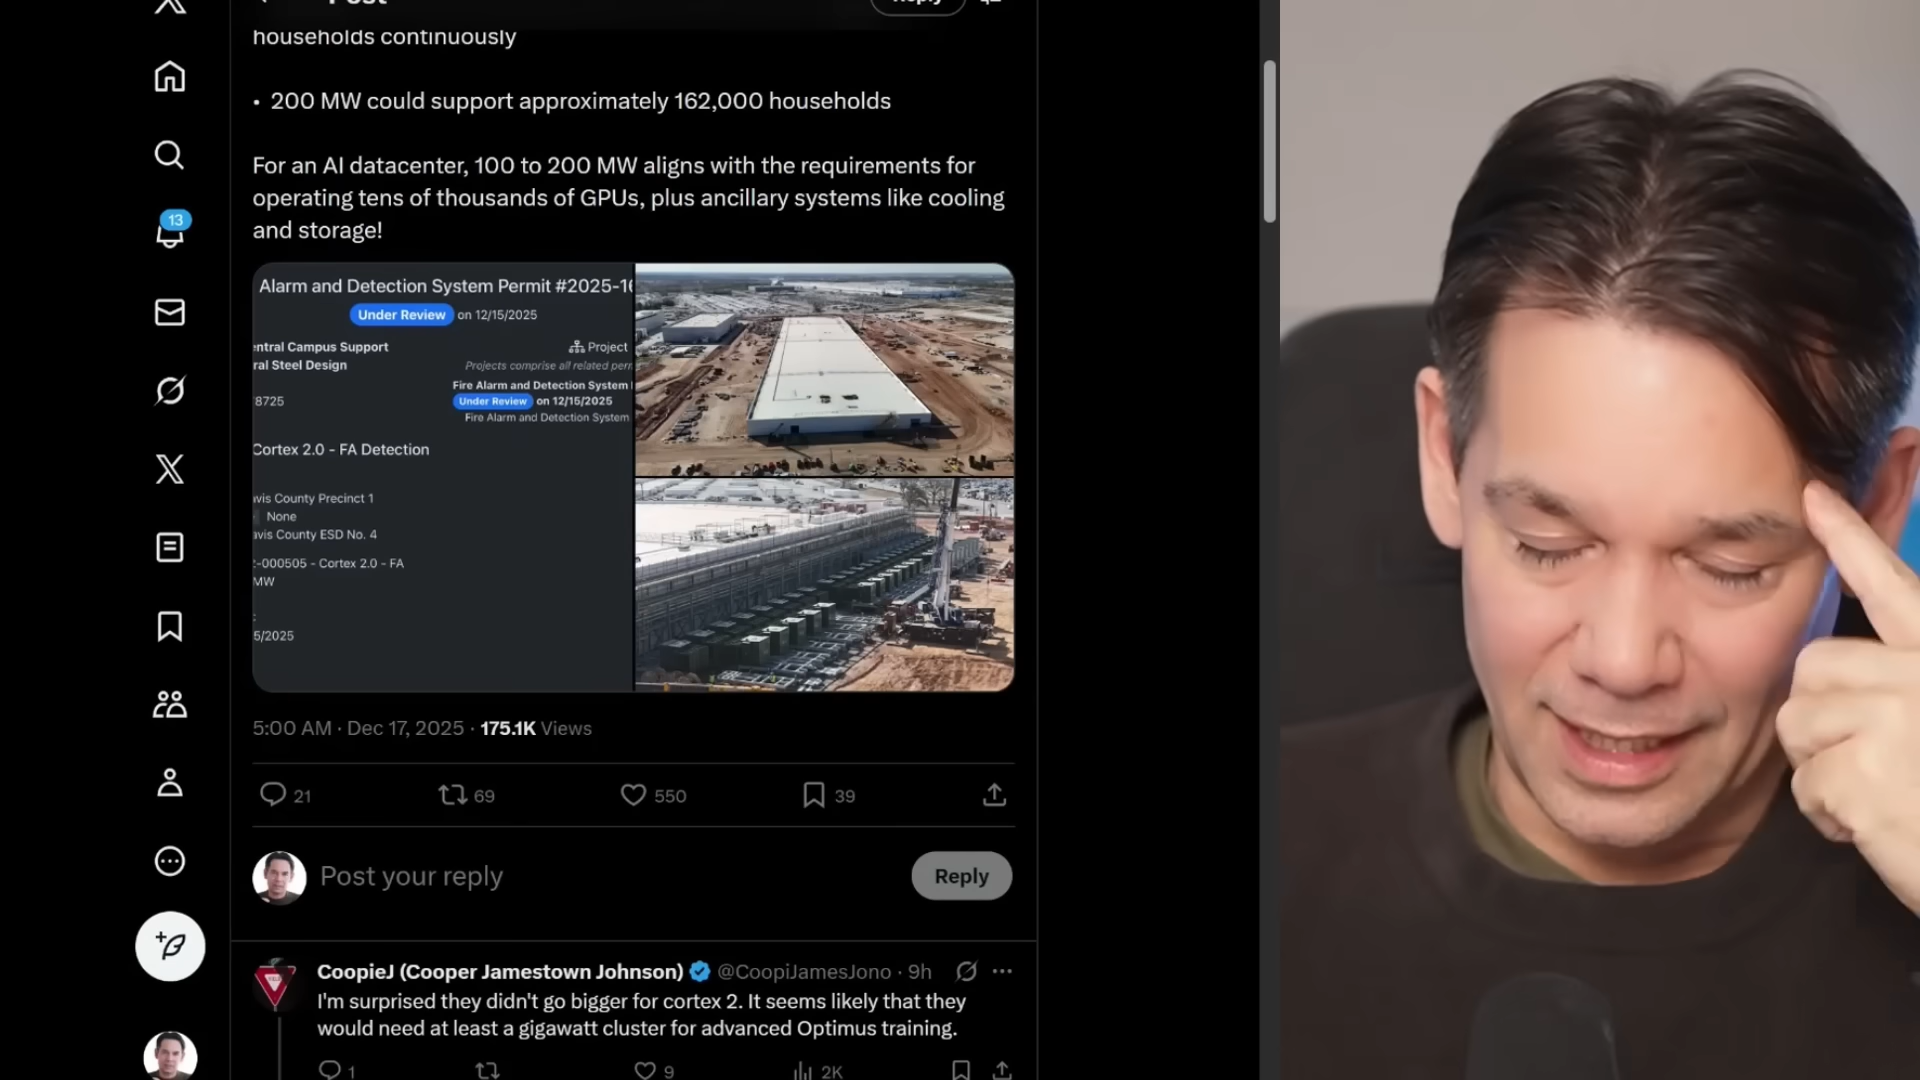 Post
Reply
households continuously
• 200 MW could support approximately 162,000 households
For an AI datacenter, 100 to 200 MW aligns with the requirements for
operating tens of thousands of GPUs, plus ancillary systems like cooling
and storage!
13
Alarm and Detection System Permit #2025-16
Under Review on 12/15/2025
entral Campus Support
ral Steel Design
Project
Projects comprise all related perm
Fire Alarm and Detection System
Under Review on 12/15/2025
Fire Alarm and Detection System
8725
Cortex 2.0 - FA Detection
avis County Precinct 1
None
avis County ESD No. 4
-000505 - Cortex 2.0 - FA
MW
5/2025
5:00 AM · Dec 17, 2025 · 175.1K Views
21 69 550 39
Post your reply
Reply
CoopieJ (Cooper Jamestown Johnson) @CoopiJamesJono · 9h
I'm surprised they didn't go bigger for cortex 2. It seems likely that they
would need at least a gigawatt cluster for advanced Optimus training.
1 9 2K